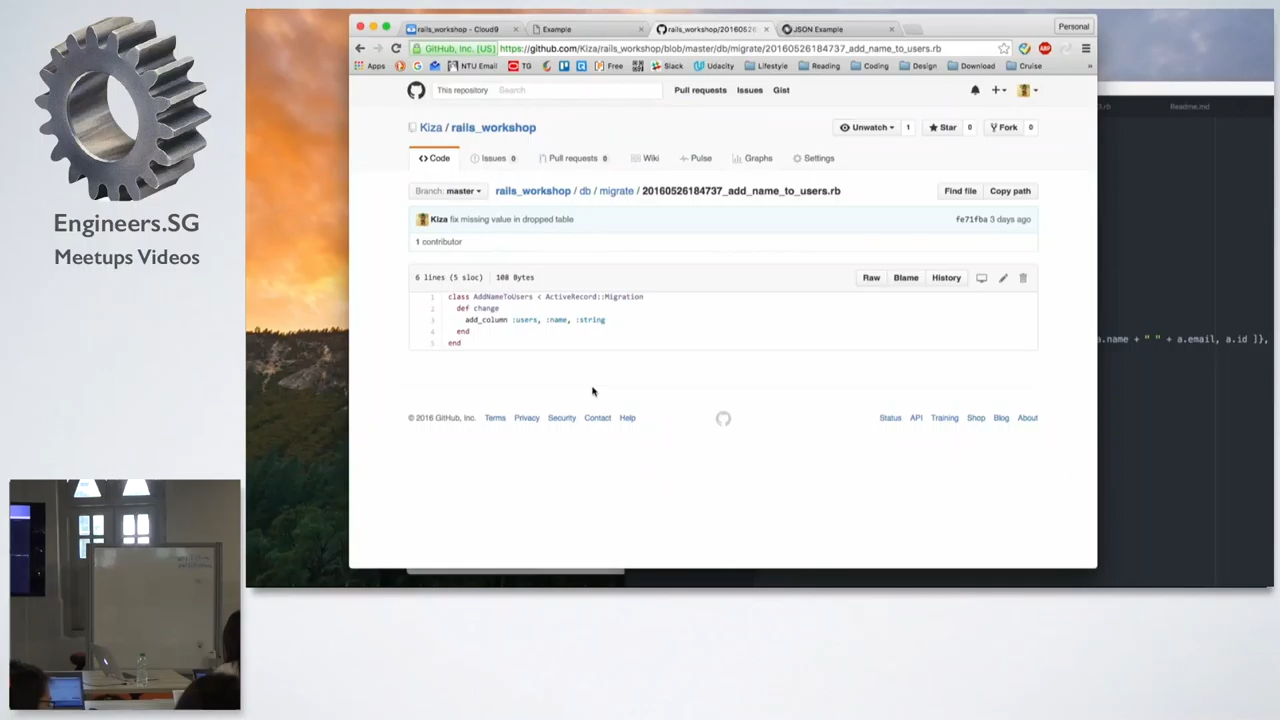 Engineers.SG
Meetups Videos
rails_workshop - Cloud9
Example
rails_workshop/2016052
JSON Example
Personal
GitHub, Inc. [US] https://github.com/Kiza/rails_workshop/blob/master/db/migrate/20160526184737_add_name_to_users.rb
Apps
NTU Email
TG
Free
Slack
Udacity
Lifestyle
Reading
Coding
Design
Download
Cruise
»
This repository Search
Pull requests
Issues
Gist
Kiza / rails_workshop
Unwatch 1
Star 0
Fork 0
Code
Issues 0
Pull requests 0
Wiki
Pulse
Graphs
Settings
Branch: master
rails_workshop / db / migrate / 20160526184737_add_name_to_users.rb
Find file
Copy path
Kiza fix missing value in dropped table
fe71fba 3 days ago
1 contributor
6 lines (5 sloc) 108 Bytes
Raw
Blame
History
1 class AddNameToUsers < ActiveRecord::Migration
2 def change
3 add_column :users, :name, :string
4 end
5 end
© 2016 GitHub, Inc.
Terms
Privacy
Security
Contact
Help
Status
API
Training
Shop
Blog
About
3.rb
Readme.md
a.name + " " + a.email, a.id ]},